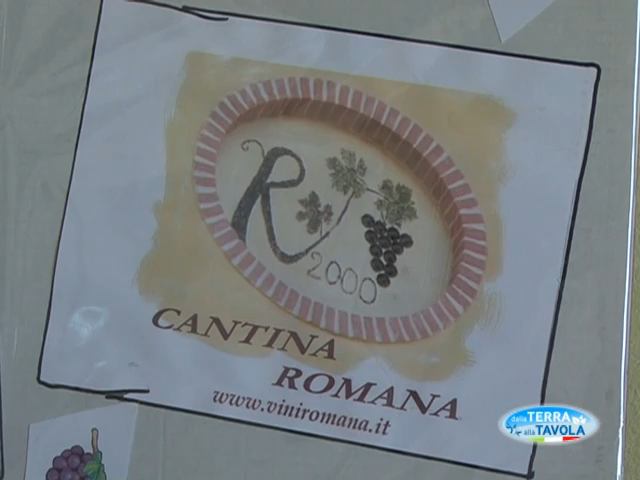 R
2000
CANTINA
ROMANA
www.viniromana.it
dalla TERRA
alla TAVOLA